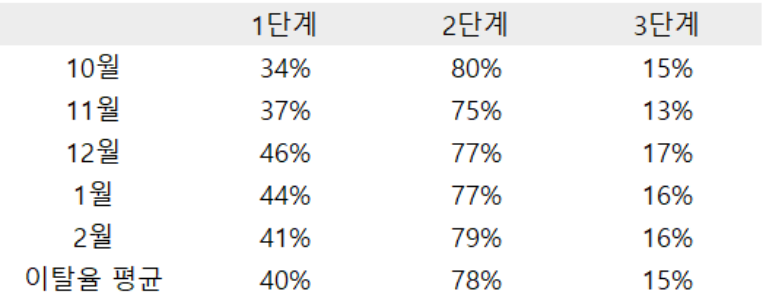 1단계 2단계 3단계
10월 34% 80% 15%
11월 37% 75% 13%
12월 46% 77% 17%
1월 44% 77% 16%
2월 41% 79% 16%
이탈율 평균 40% 78% 15%